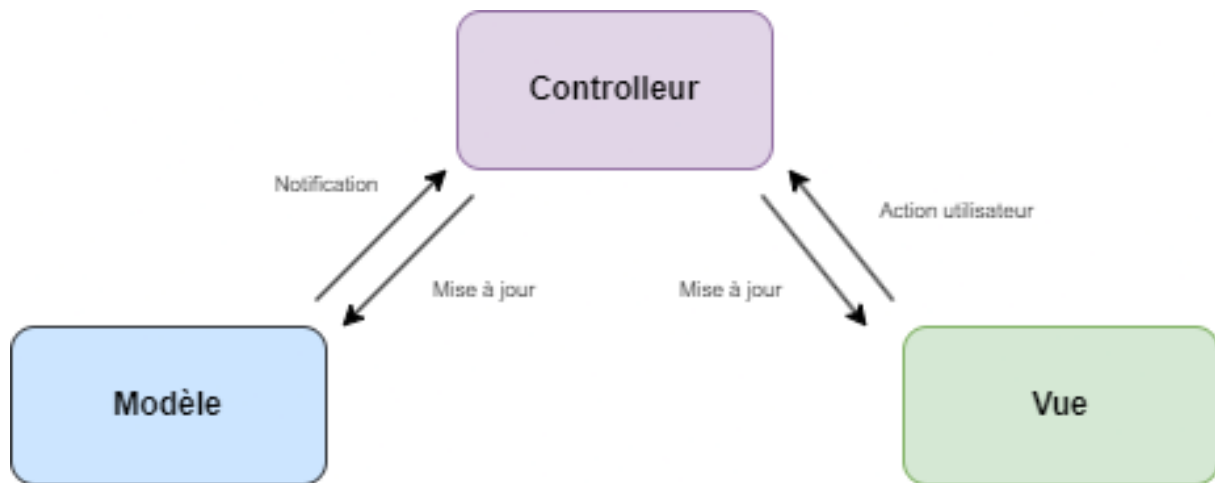 Controlleur
Notification
Action utilisateur
Mise à jour
Mise à jour
Modèle
Vue